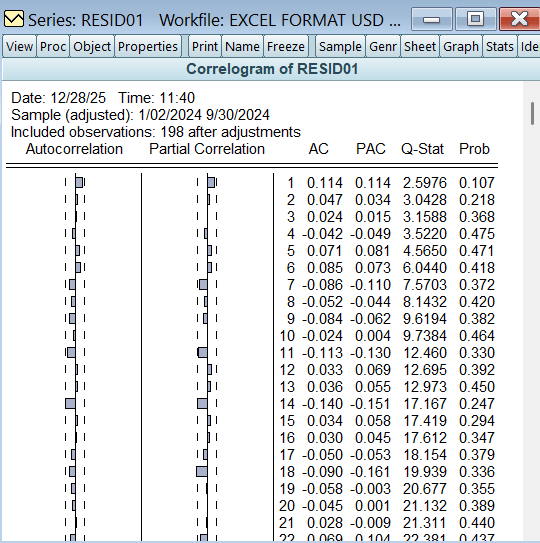 Series: RESID01 Workfile: EXCEL FORMAT USD ...
View Proc Object Properties Print Name Freeze Sample Genr Sheet Graph Stats Ide
Correlogram of RESID01
Date: 12/28/25 Time: 11:40
Sample (adjusted): 1/02/2024 9/30/2024
Included observations: 198 after adjustments
Autocorrelation Partial Correlation AC PAC Q-Stat Prob
1 0.114 0.114 2.5976 0.107
2 0.047 0.034 3.0428 0.218
3 0.024 0.015 3.1588 0.368
4 -0.042 -0.049 3.5220 0.475
5 0.071 0.081 4.5650 0.471
6 0.085 0.073 6.0440 0.418
7 -0.086 -0.110 7.5703 0.372
8 -0.052 -0.044 8.1432 0.420
9 -0.084 -0.062 9.6194 0.382
10 -0.024 0.004 9.7384 0.464
11 -0.113 -0.130 12.460 0.330
12 0.033 0.069 12.695 0.392
13 0.036 0.055 12.973 0.450
14 -0.140 -0.151 17.167 0.247
15 0.034 0.058 17.419 0.294
16 0.030 0.045 17.612 0.347
17 -0.050 -0.053 18.154 0.379
18 -0.090 -0.161 19.939 0.336
19 -0.058 -0.003 20.677 0.355
20 -0.045 0.001 21.132 0.389
21 0.028 -0.009 21.311 0.440
22 0.069 0.104 22.381 0.437